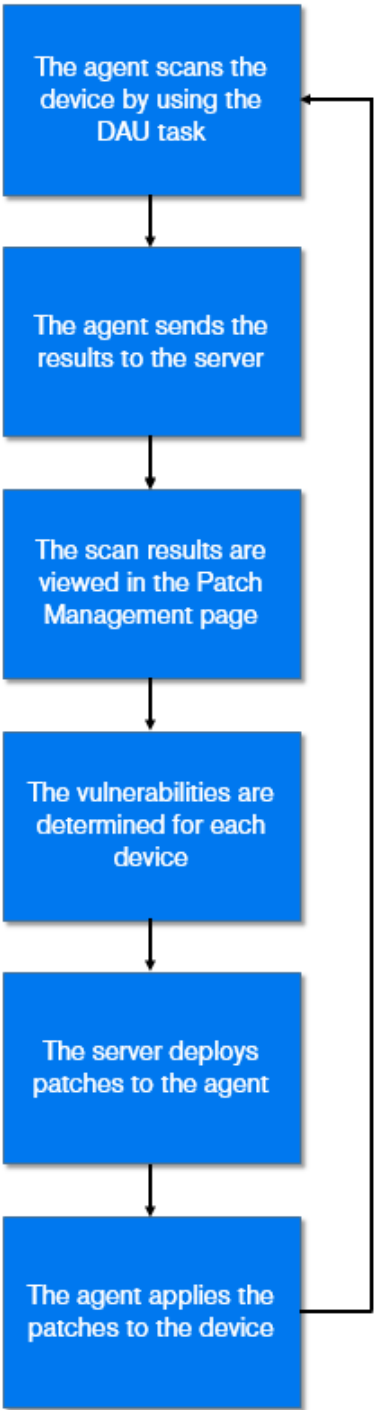 The agent scans the
device by using the
DAU task
The agent sends the
results to the server
The scan results are
viewed in the Patch
Management page
The vulnerabilities are
determined for each
device
The server deploys
patches to the agent
The agent applies the
patches to the device